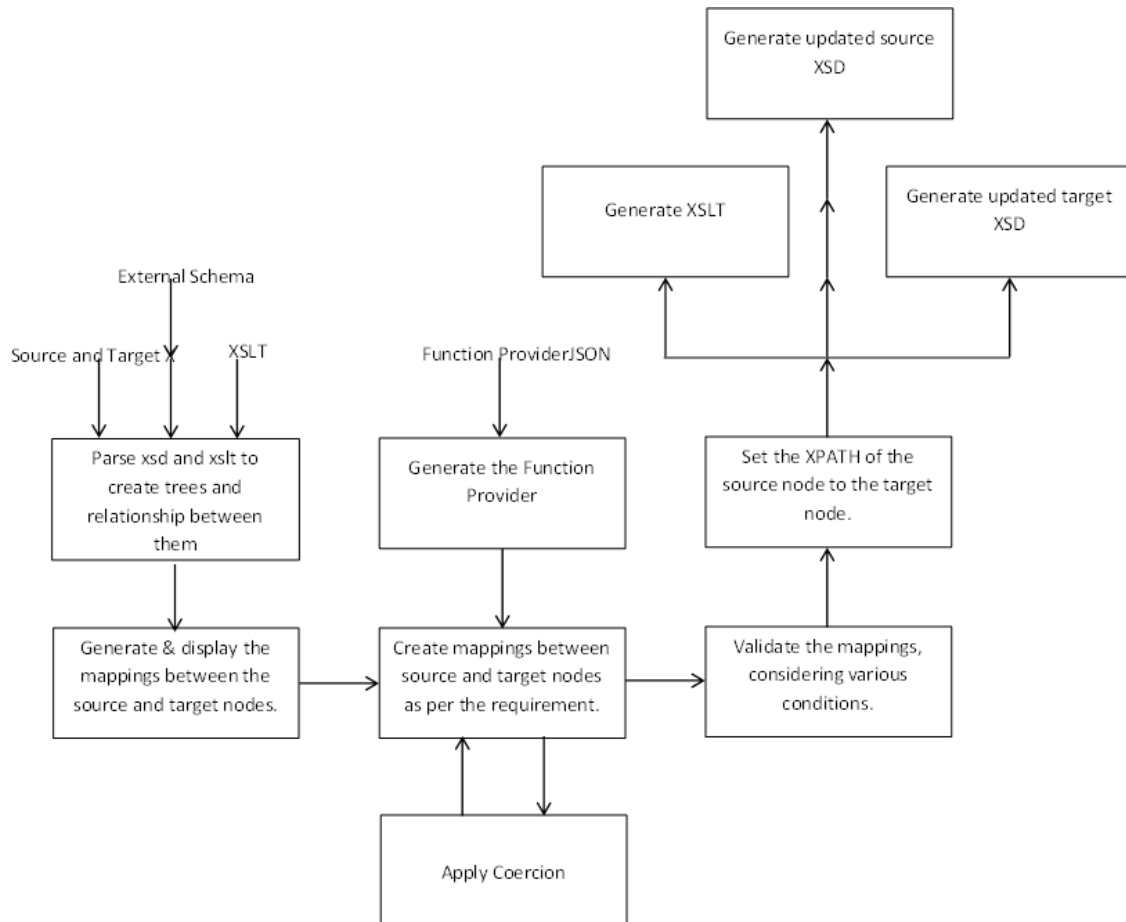 Generate updated source
XSD
Generate XSLT
Generate updated target
XSD
External Schema
Source and Target X
XSLT
Function ProviderJSON
Parse xsd and xslt to
create trees and
relationship between
them
Generate the Function
Provider
Set the XPATH of the
source node to the target
node.
Generate & display the
mappings between the
source and target nodes.
Create mappings between
source and target nodes
as per the requirement.
Validate the mappings,
considering various
conditions.
Apply Coercion